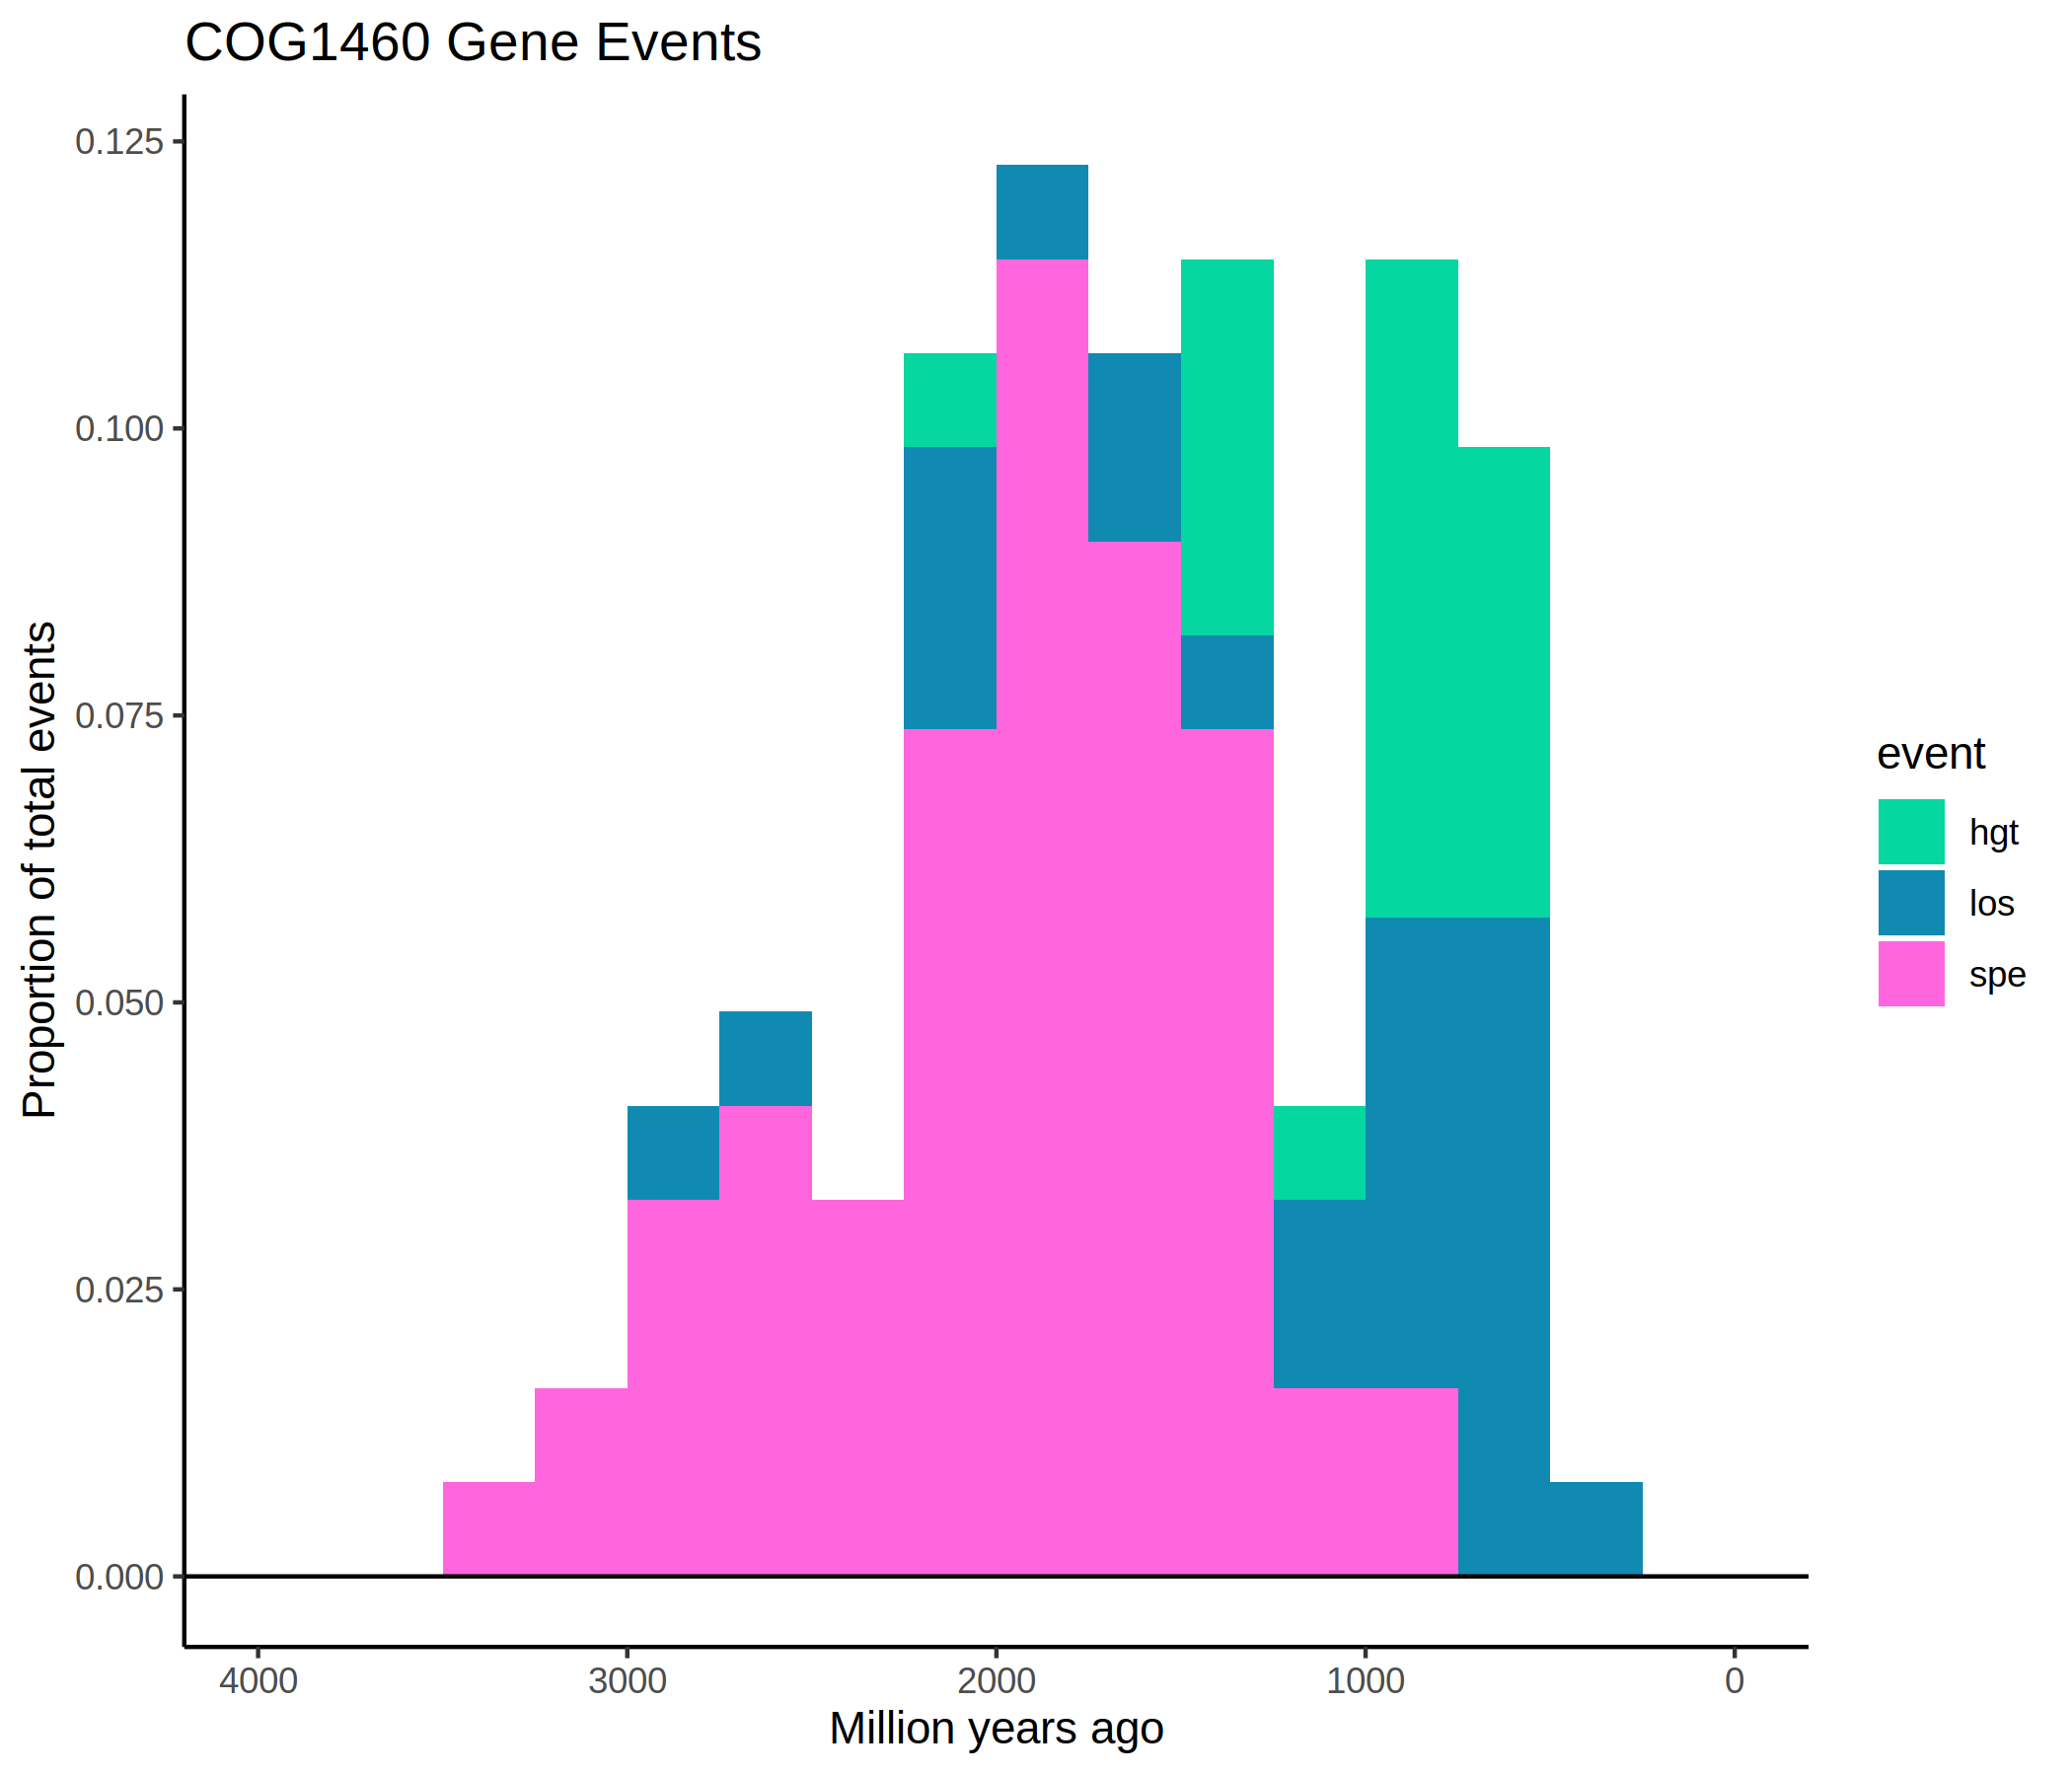 COG1460 Gene Events
Proportion of total events
0.125
0.100
0.075
0.050
0.025
0.000
4000 3000 2000 1000 0
Million years ago
event
hgt
los
spe